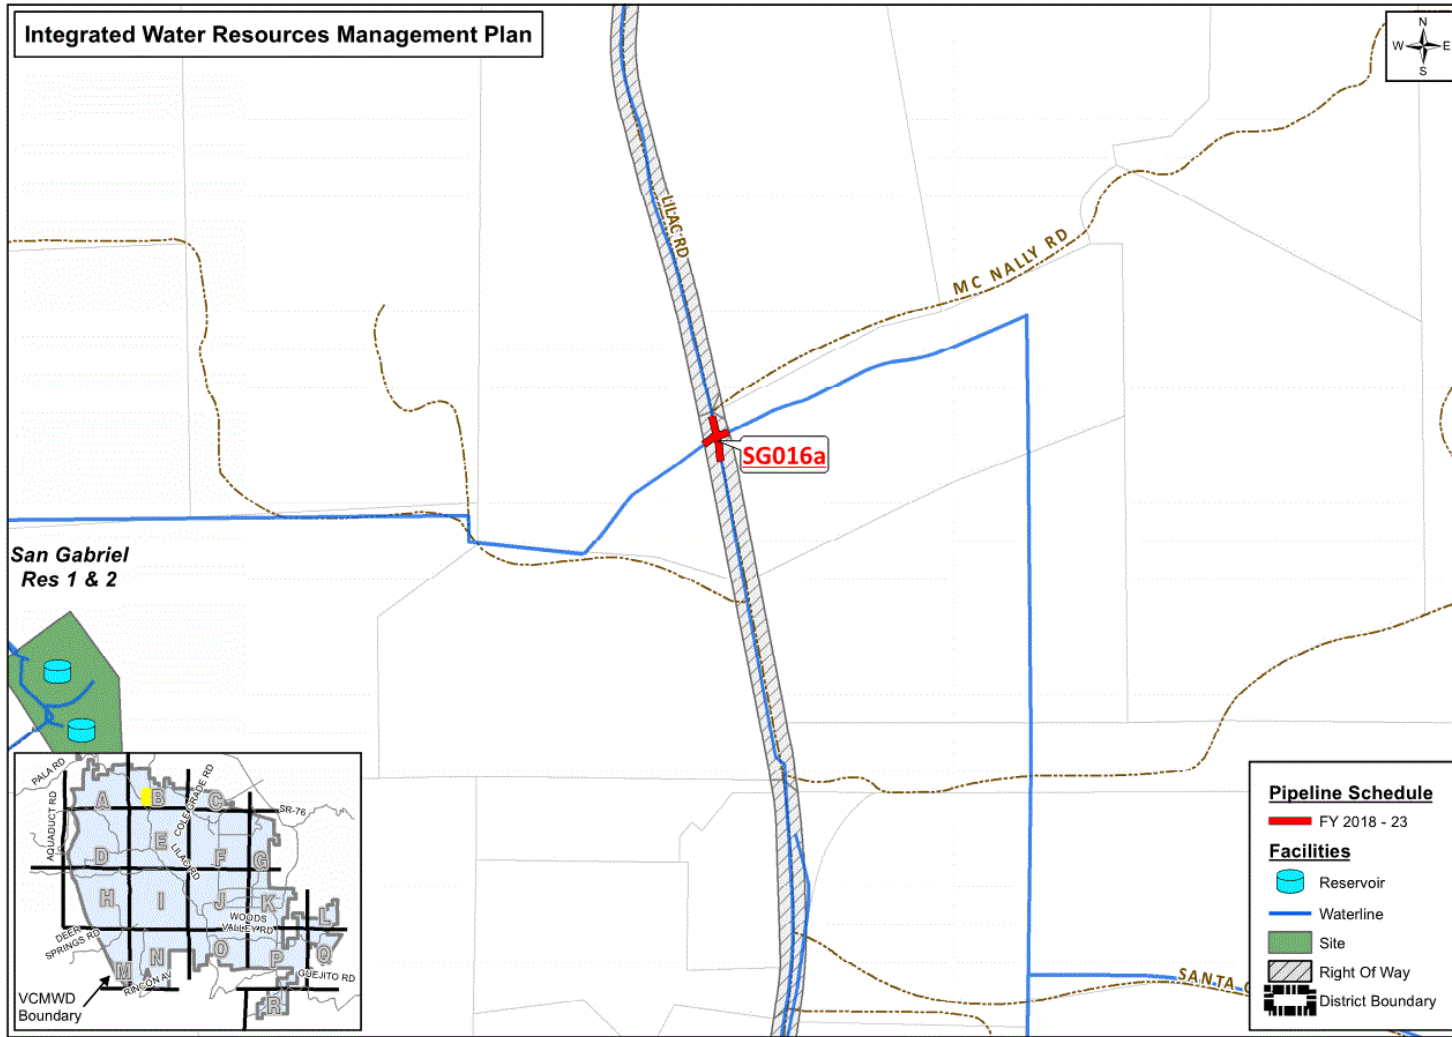 Integrated Water Resources Management Plan
N
W E
S
LILAC RD
MC NALLY RD
SG016a
San Gabriel
Res 1 & 2
SANTA
Pipeline Schedule
FY 2018 - 23
Facilities
Reservoir
Waterline
Site
Right Of Way
District Boundary
PALA RD
AQUADUCT RD
COLE GRADE RD
SR-76
LILAC RD
A
B
C
D
E
F
G
H
I
J
K
L
WOODS
VALLEY RD
DEER
SPRINGS RD
M
N
O
P
Q
RINCON AV
GUEJITO RD
R
VCMWD
Boundary